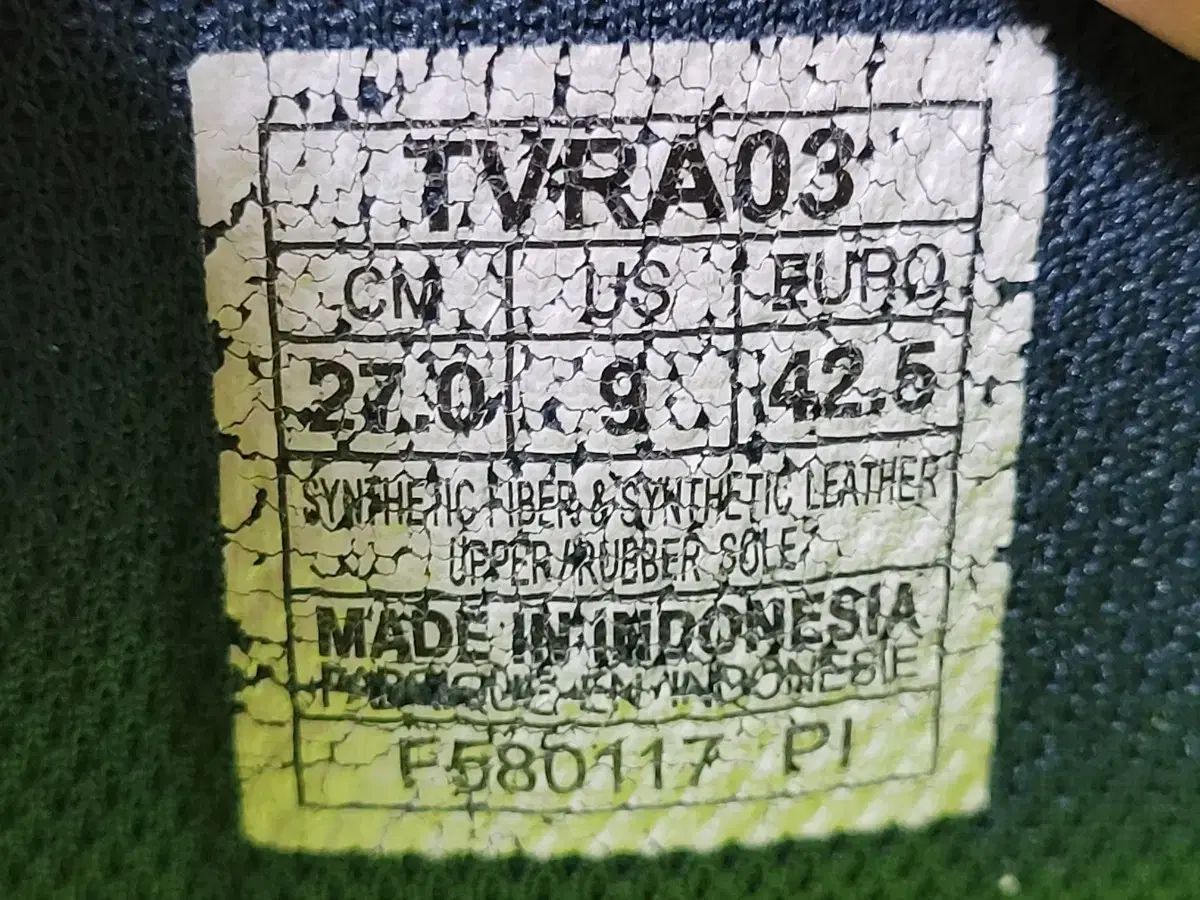 TVRA03
CM US EURO
27.0 9 42.5
SYNTHETIC FIBER & SYNTHETIC LEATHER
UPPER/RUBBER SOLE
MADE IN INDONESIA
FABRIQUE EN INDONESIE
F580117 PI